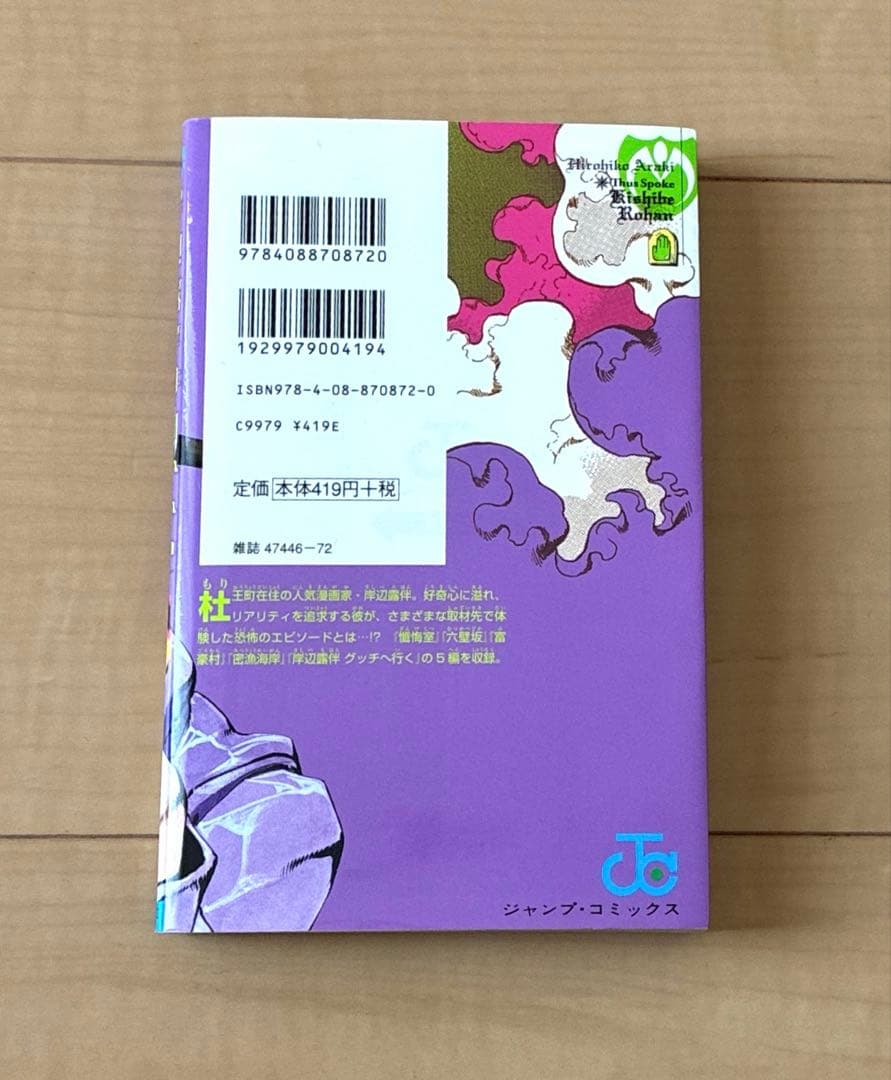 9784088708720
1929979004194
ISBN978-4-08-870872-0
C9979 ¥419E
定価 本体419円+税
雑誌 47446-72
Hirohiko Araki
Thus Spoke
Kishibe
Rohan
杜王町在住の人気漫画家・岸辺露伴。好奇心に溢れ、
リアリティを追求する彼が、さまざまな取材先で体
験した恐怖のエピソードとは…!? 「懺悔室」「六壁坂」「富
豪村」「密漁海岸」「岸辺露伴 グッチへ行く」の5編を収録。
ジャンプ・コミックス